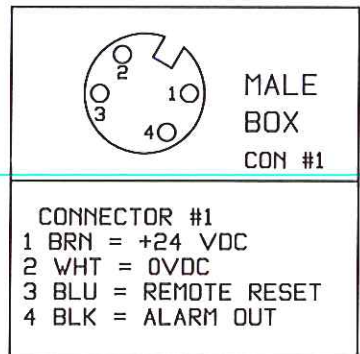 2
3
1
4
MALE
BOX
CON #1
CONNECTOR #1
1 BRN = +24 VDC
2 WHT = 0VDC
3 BLU = REMOTE RESET
4 BLK = ALARM OUT